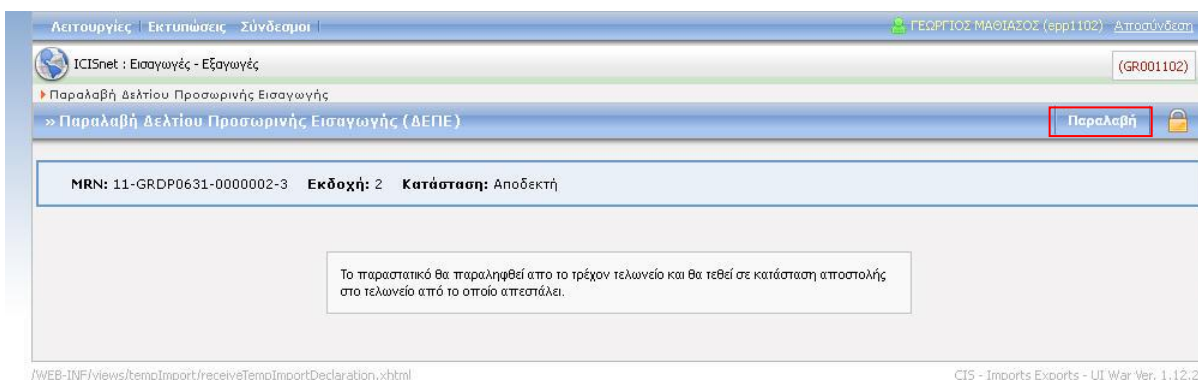 Λειτουργίες Εκτυπώσεις Σύνδεσμοι ΓΕΩΡΓΙΟΣ ΜΑΘΙΑΣΟΣ (epp1102) Αποσύνδεση
ICISnet : Εισαγωγές - Εξαγωγές (GR001102)
Παραλαβή Δελτίου Προσωρινής Εισαγωγής
» Παραλαβή Δελτίου Προσωρινής Εισαγωγής (ΔΕΠΕ) Παραλαβή
MRN: 11-GRDP0631-0000002-3 Εκδοχή: 2 Κατάσταση: Αποδεκτή
Το παραστατικό θα παραληφθεί απο το τρέχον τελωνείο και θα τεθεί σε κατάσταση αποστολής
στο τελωνείο από το οποίο απεστάλει.
/WEB-INF/views/tempImport/receiveTempImportDeclaration.xhtml CIS - Imports Exports - UI War Ver. 1.12.2